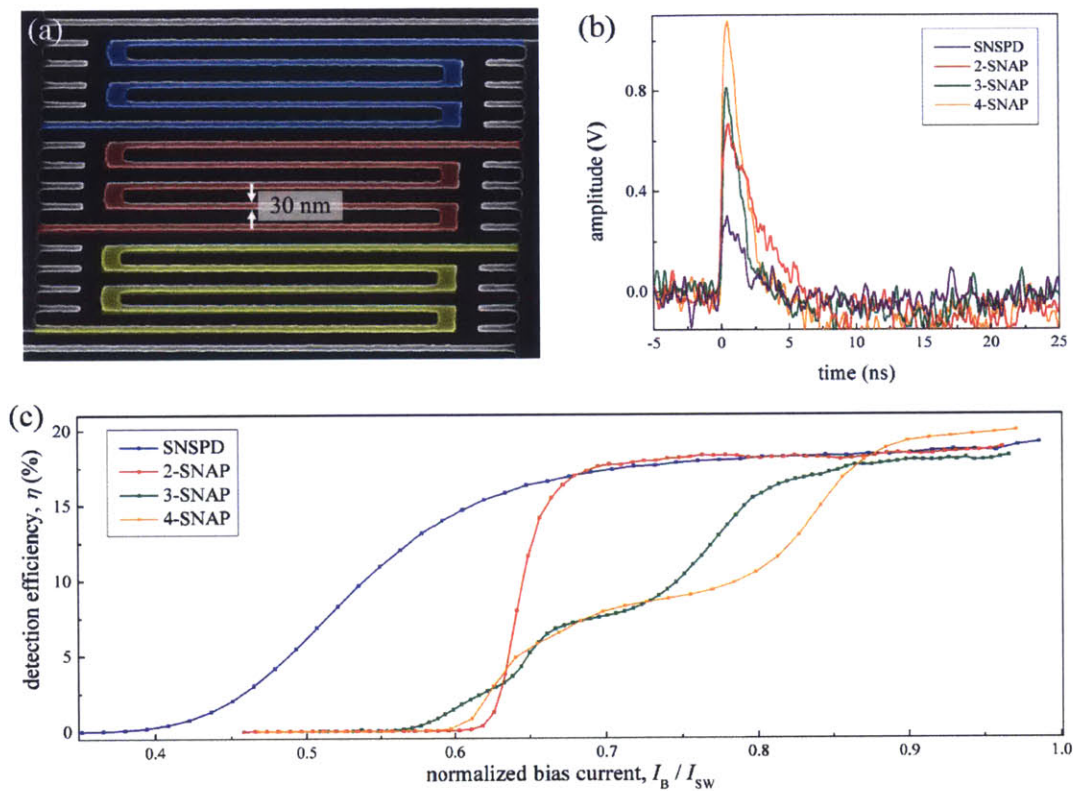 (a)
30 nm
(b)
SNSPD
2-SNAP
3-SNAP
4-SNAP
amplitude (V)
0.8
0.4
0.0
-5 0 5 10 15 20 25
time (ns)
(c)
SNSPD
2-SNAP
3-SNAP
4-SNAP
detection efficiency, η (%)
20
15
10
5
0
0.4 0.5 0.6 0.7 0.8 0.9 1.0
normalized bias current, I_B / I_SW